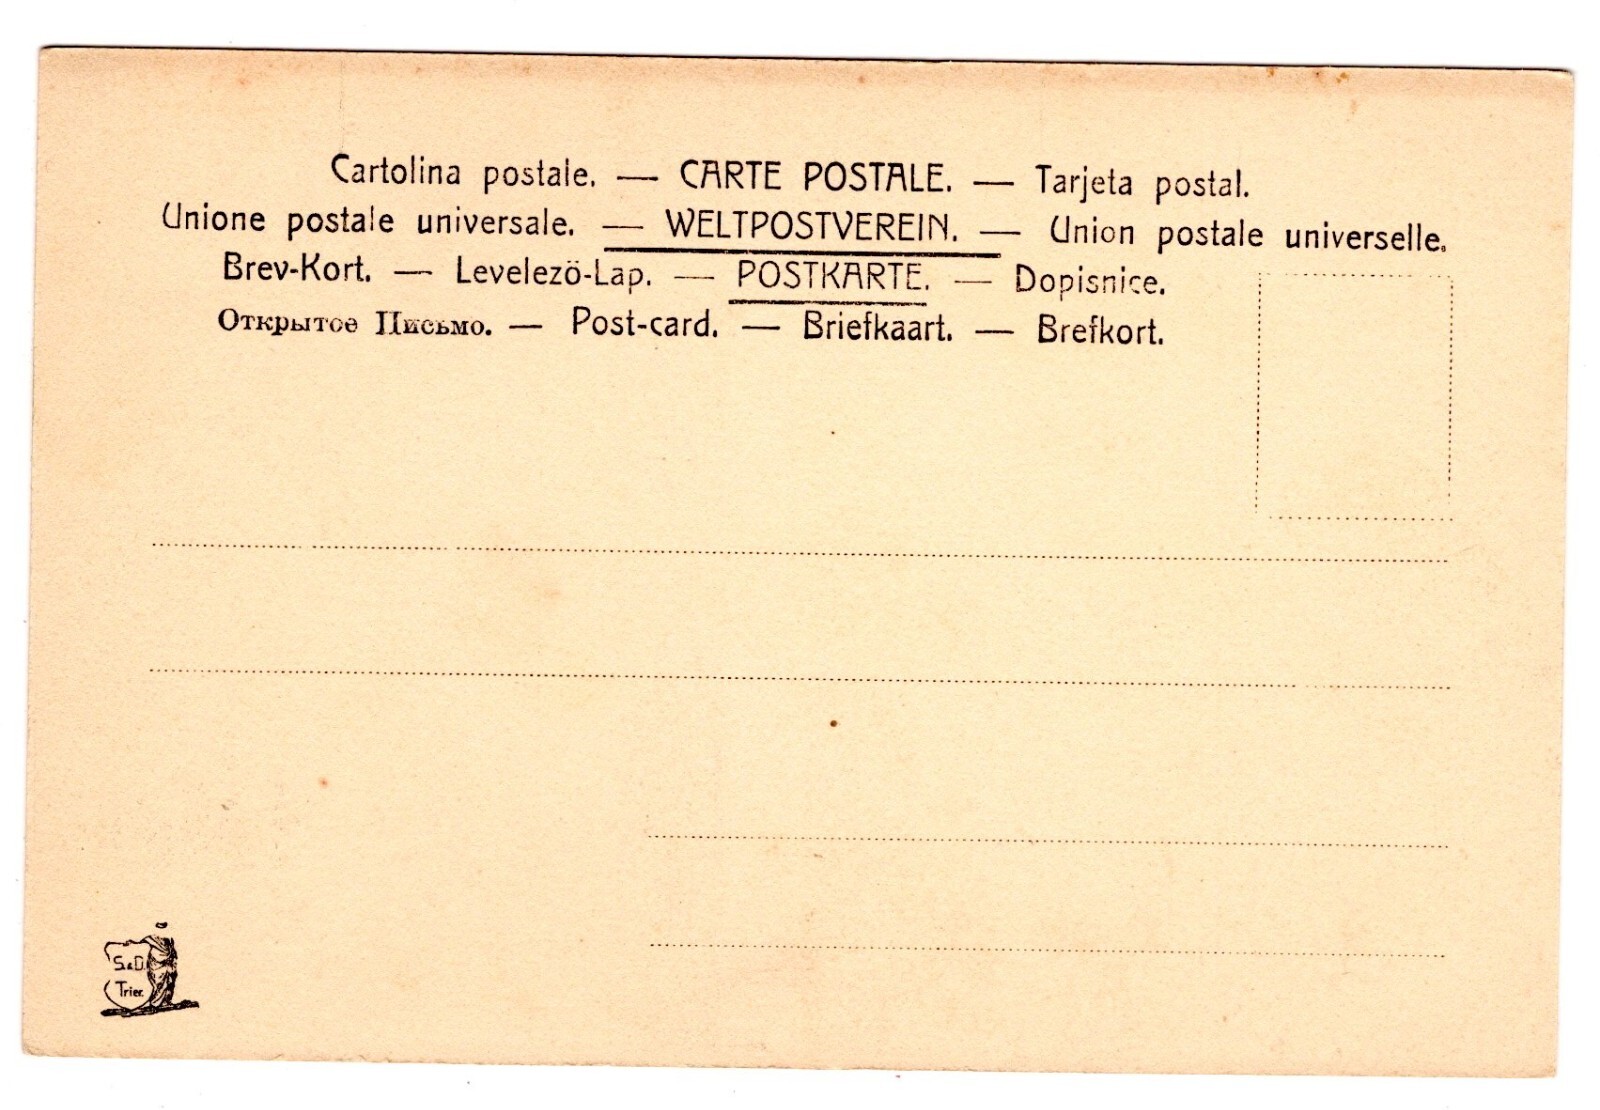 Cartolina postale. — CARTE POSTALE. — Tarjeta postal.
Unione postale universale. — WELTPOSTVEREIN. — Union postale universelle.
Brev-Kort. — Levelezö-Lap. — POSTKARTE. — Dopisnice.
Открытое Письмо. — Post-card. — Briefkaart. — Brefkort.
S.&D.
Trier.